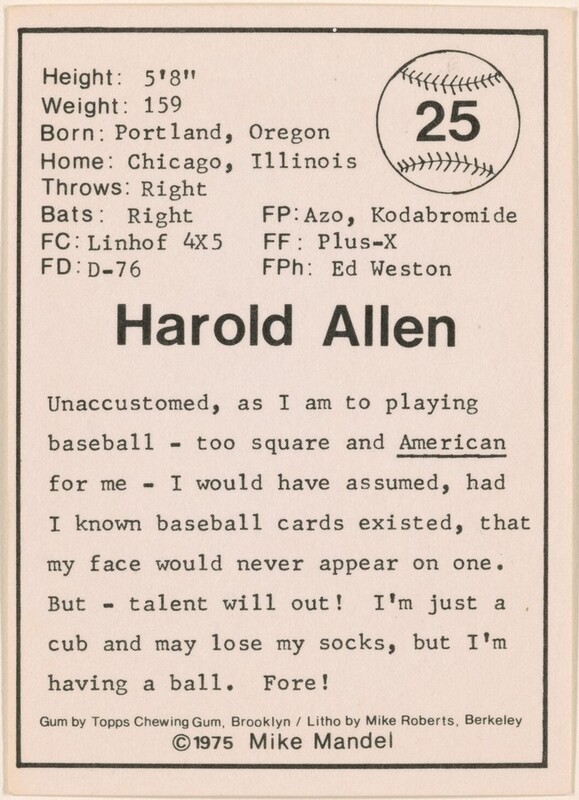 Height: 5'8"
Weight: 159
25
Born: Portland, Oregon
Home: Chicago, Illinois
Throws: Right
Bats: Right FP: Azo, Kodabromide
FC: Linhof 4X5 FF: Plus-X
FD: D-76 FPh: Ed Weston
Harold Allen
Unaccustomed, as I am to playing
baseball - too square and American
for me - I would have assumed, had
I known baseball cards existed, that
my face would never appear on one.
But - talent will out! I'm just a
cub and may lose my socks, but I'm
having a ball. Fore!
Gum by Topps Chewing Gum, Brooklyn / Litho by Mike Roberts, Berkeley
©1975 Mike Mandel